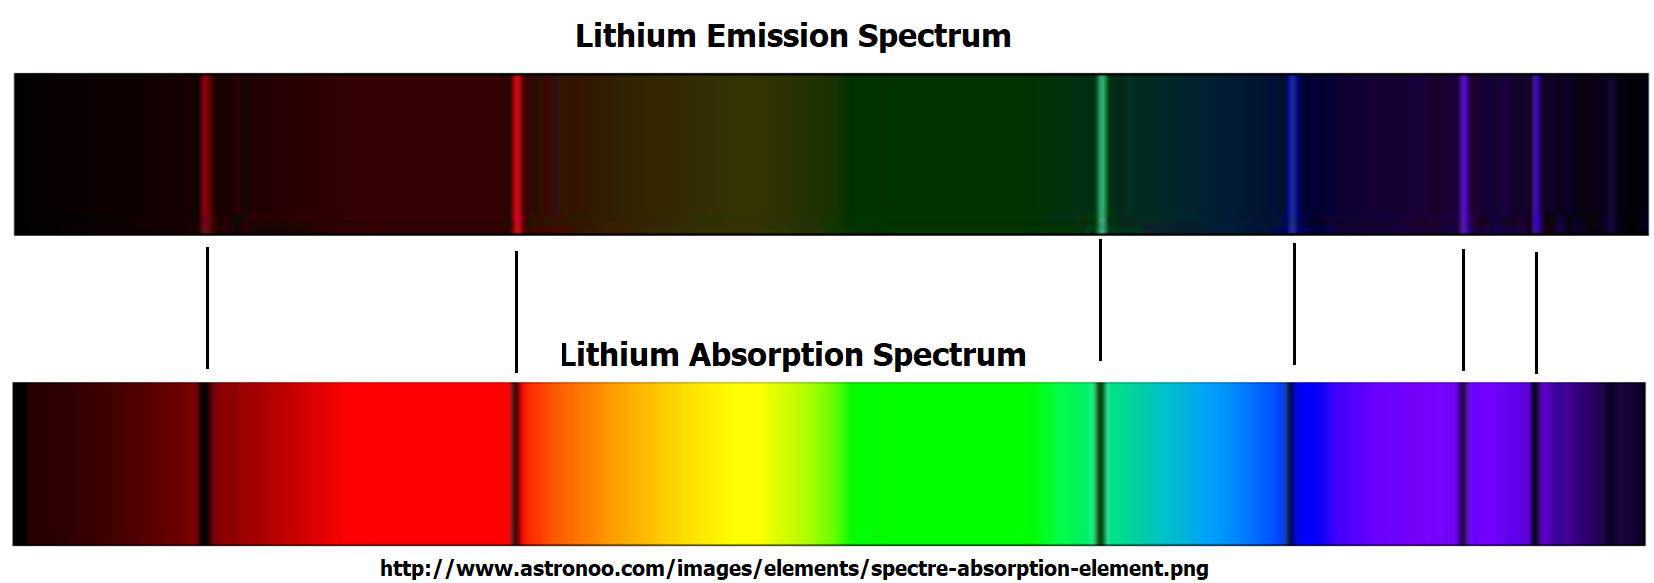 Lithium Emission Spectrum
Lithium Absorption Spectrum
http://www.astronoo.com/images/elements/spectre-absorption-element.png